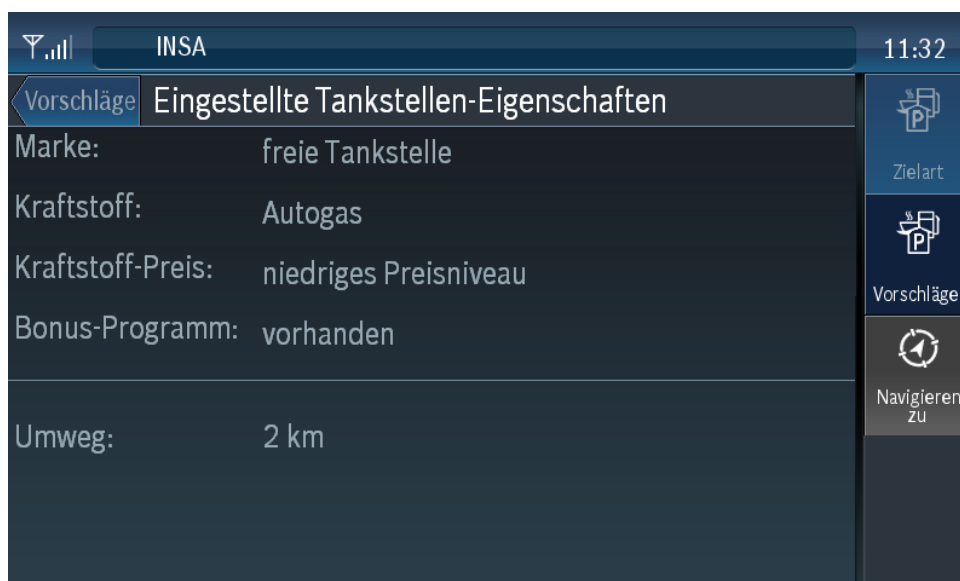 INSA
11:32
Vorschläge
Eingestellte Tankstellen-Eigenschaften
Marke: freie Tankstelle
Kraftstoff: Autogas
Kraftstoff-Preis: niedriges Preisniveau
Bonus-Programm: vorhanden
Umweg: 2 km
P
Zielart
P
Vorschläge
Navigieren
zu